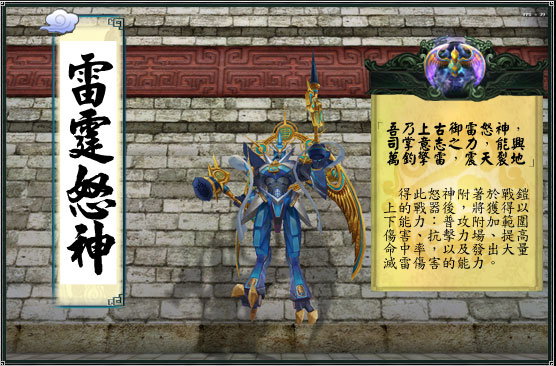 FPS = 39
雷霆怒神
吾乃上古御雷怒神，
司掌意志之力，能興
萬鈞擎雷，震天裂地
得此怒神附著於戰鎧
上的戰器後，將獲得以
下能力：普攻附加範圍
傷害、抗擊力場、提高
命中率，以及發出大量
滅雷傷害的能力。